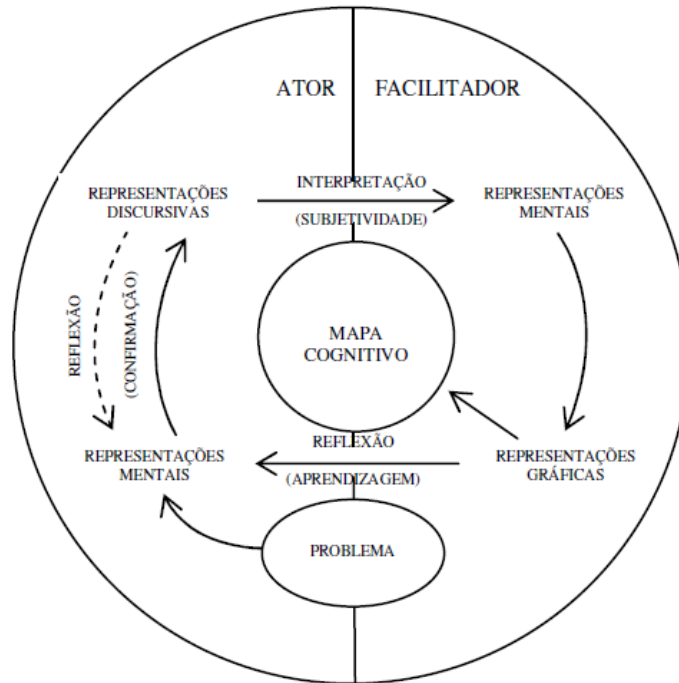 ATOR FACILITADOR
REPRESENTAÇÕES
DISCURSIVAS
INTERPRETAÇÃO
(SUBJETIVIDADE)
REPRESENTAÇÕES
MENTAIS
REFLEXÃO
(CONFIRMAÇÃO)
MAPA
COGNITIVO
REPRESENTAÇÕES
MENTAIS
REFLEXÃO
(APRENDIZAGEM)
REPRESENTAÇÕES
GRÁFICAS
PROBLEMA